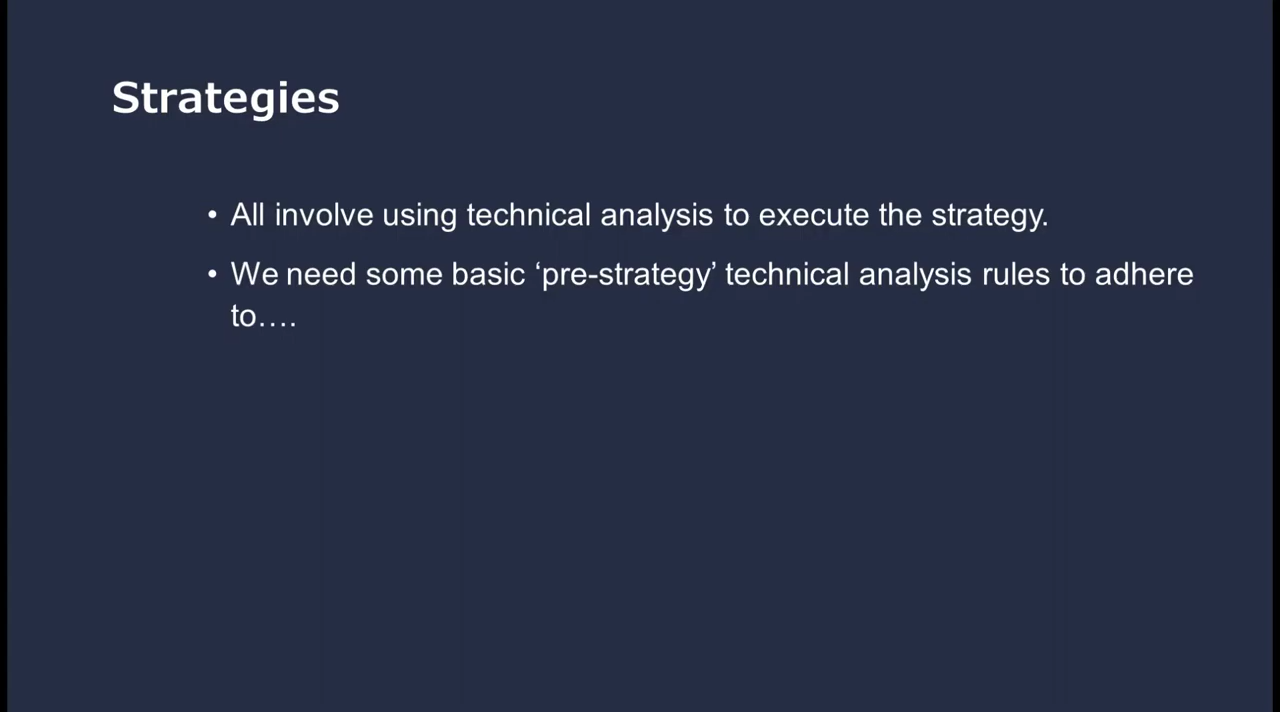 Strategies
• All involve using technical analysis to execute the strategy.
• We need some basic ‘pre-strategy’ technical analysis rules to adhere
to….